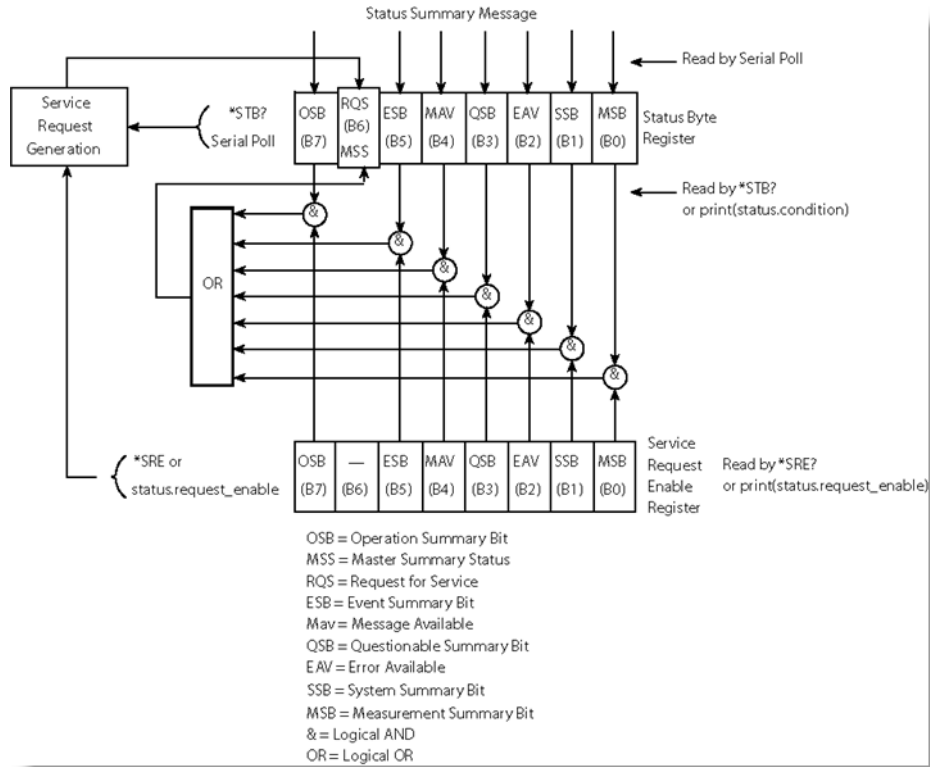 Status Summary Message
Read by Serial Poll
Service
Request
Generation
*STB?
Serial Poll
OSB
(B7)
RQS
(B6)
MSS
ESB
(B5)
MAV
(B4)
QSB
(B3)
EAV
(B2)
SSB
(B1)
MSB
(B0)
Status Byte
Register
Read by *STB?
or print(status.condition)
&
&
&
&
&
&
&
OR
*SRE or
status.request_enable
OSB
(B7)
—
(B6)
ESB
(B5)
MAV
(B4)
QSB
(B3)
EAV
(B2)
SSB
(B1)
MSB
(B0)
Service
Request
Enable
Register
Read by *SRE?
or print(status.request_enable)
OSB = Operation Summary Bit
MSS = Master Summary Status
RQS = Request for Service
ESB = Event Summary Bit
Mav = Message Available
QSB = Questionable Summary Bit
EAV = Error Available
SSB = System Summary Bit
MSB = Measurement Summary Bit
& = Logical AND
OR = Logical OR